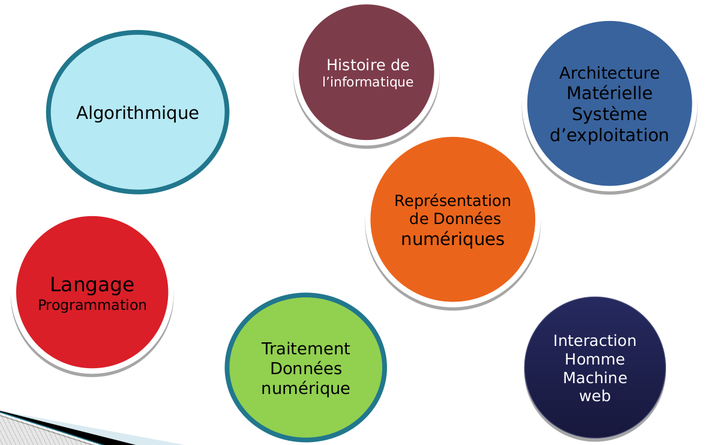 Histoire de
l’informatique
Algorithmique
Architecture
Matérielle
Système
d’exploitation
Représentation
de Données
numériques
Langage
Programmation
Traitement
Données
numérique
Interaction
Homme
Machine
web